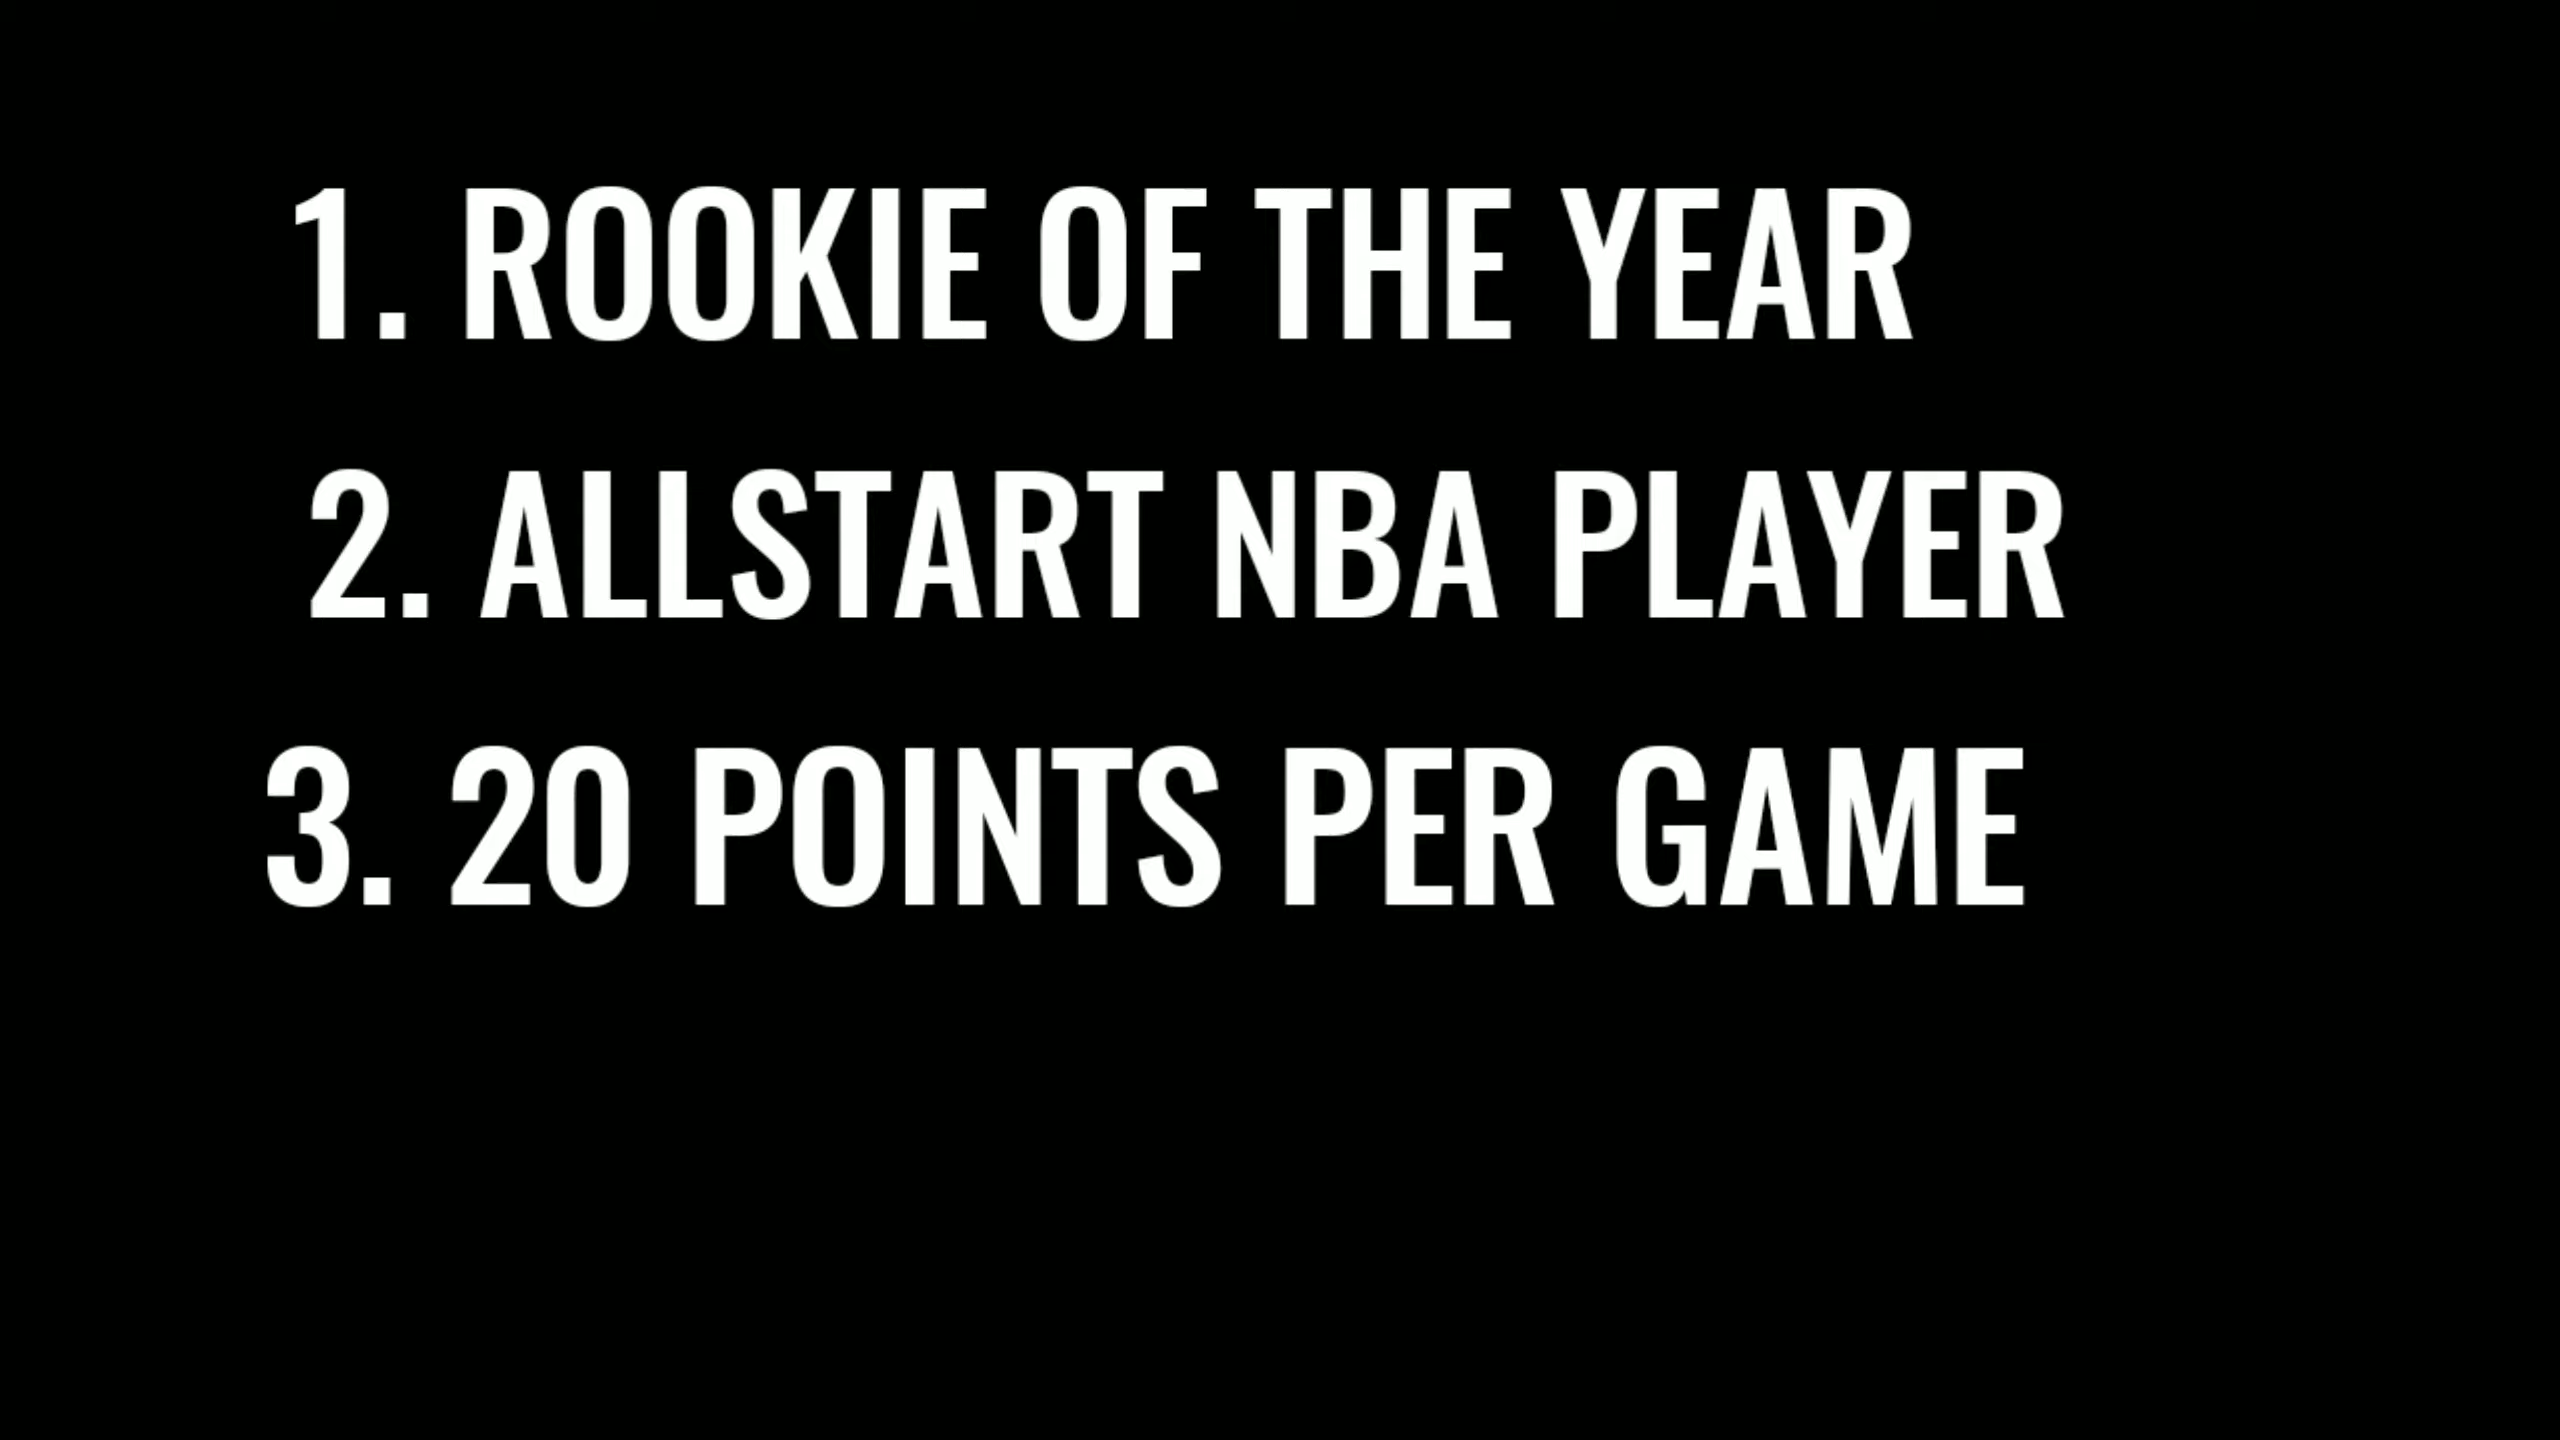 1. ROOKIE OF THE YEAR
2. ALLSTART NBA PLAYER
3. 20 POINTS PER GAME